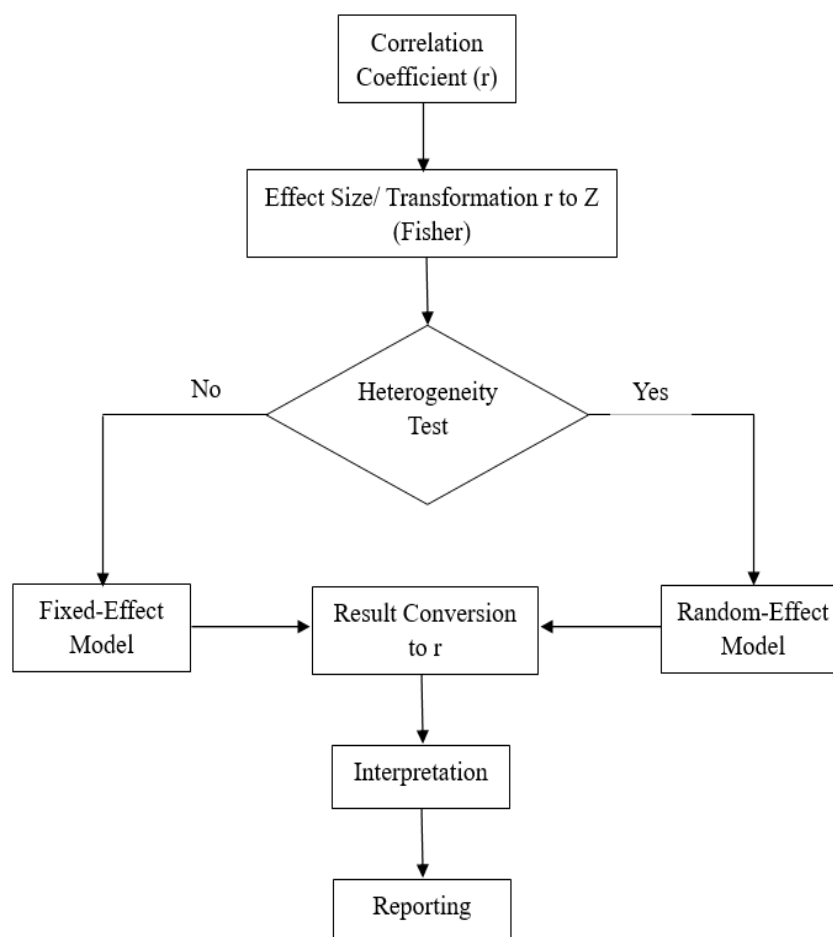 Correlation
Coefficient (r)
Effect Size/ Transformation r to Z
(Fisher)
No
Heterogeneity
Test
Yes
Fixed-Effect
Model
Result Conversion
to r
Random-Effect
Model
Interpretation
Reporting